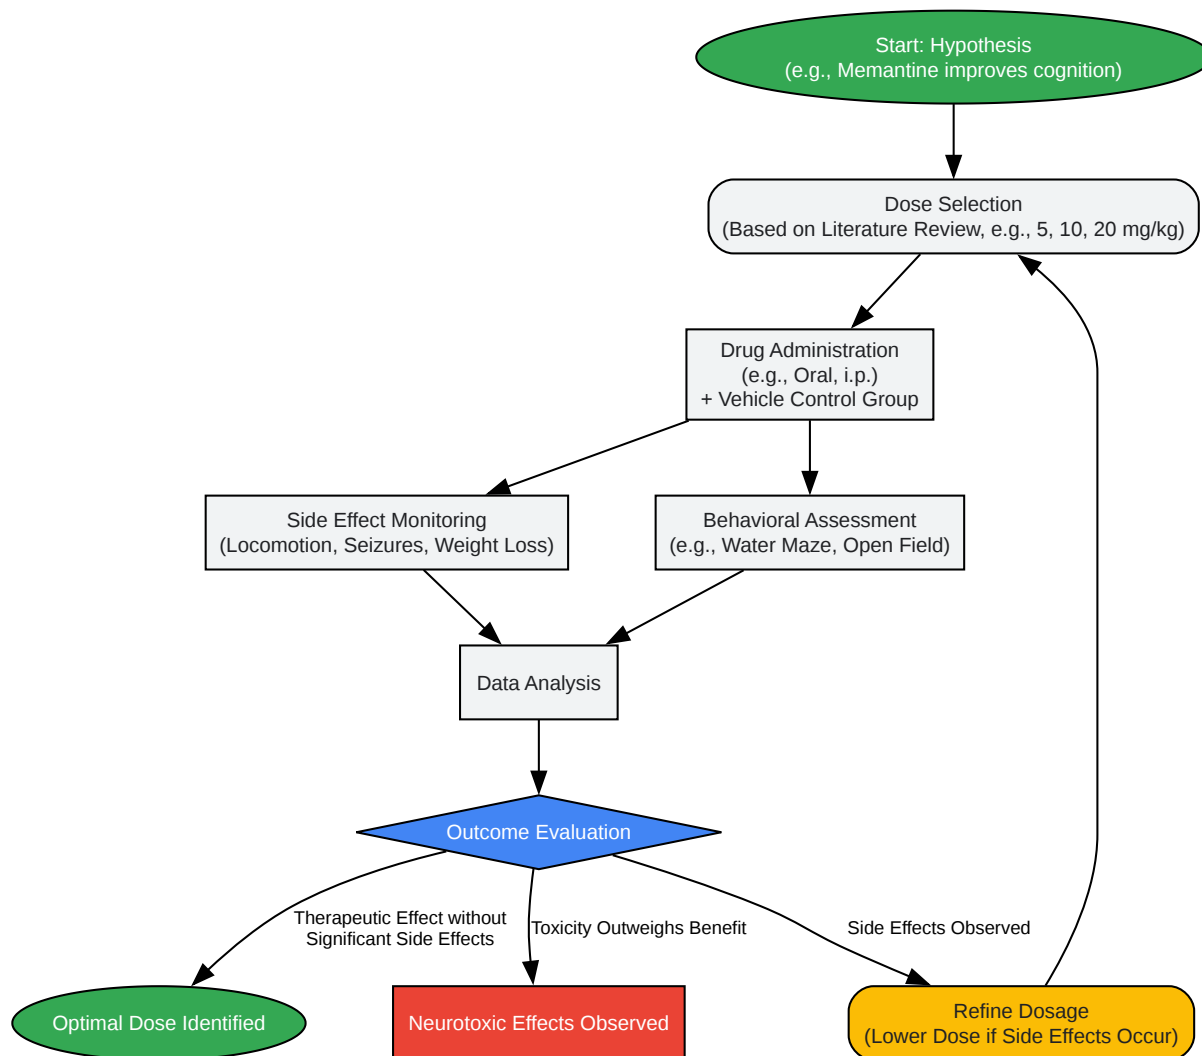 Start: Hypothesis
(e.g., Memantine improves cognition)
Dose Selection
(Based on Literature Review, e.g., 5, 10, 20 mg/kg)
Drug Administration
(e.g., Oral, i.p.)
+ Vehicle Control Group
Side Effect Monitoring
(Locomotion, Seizures, Weight Loss)
Behavioral Assessment
(e.g., Water Maze, Open Field)
Data Analysis
Outcome Evaluation
Therapeutic Effect without
Significant Side Effects
Toxicity Outweighs Benefit
Side Effects Observed
Optimal Dose Identified
Neurotoxic Effects Observed
Refine Dosage
(Lower Dose if Side Effects Occur)